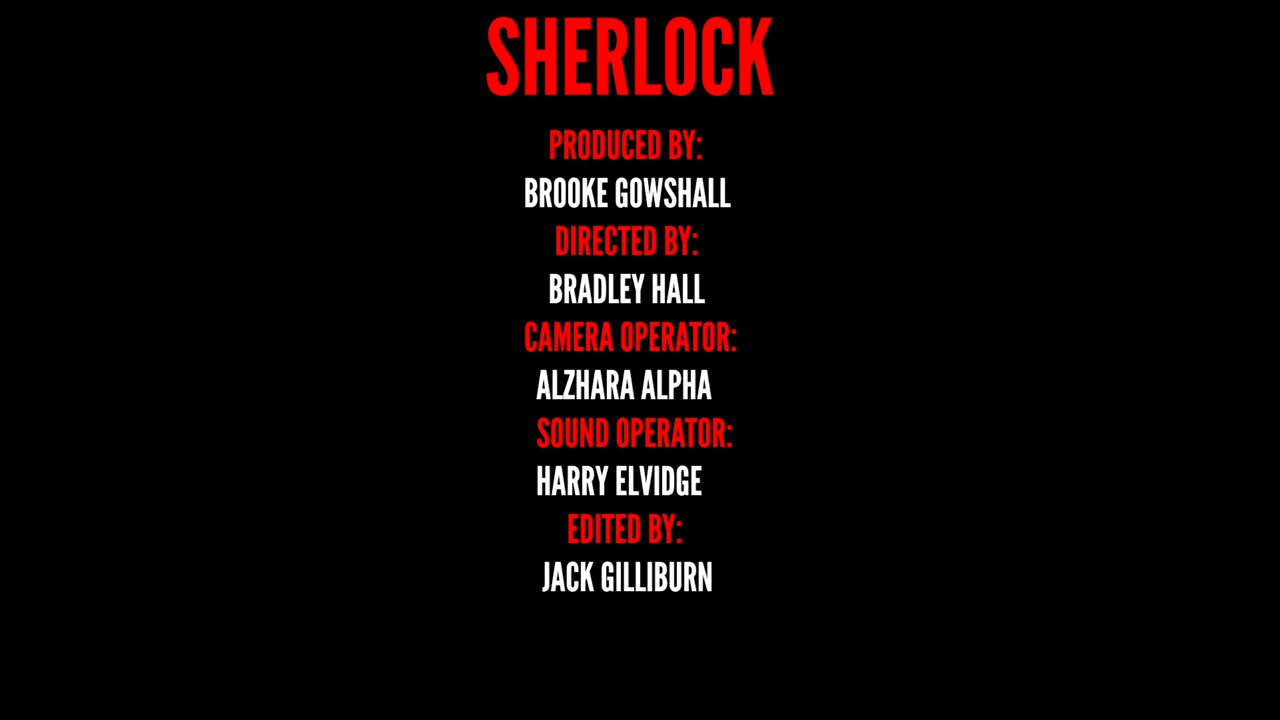 SHERLOCK
PRODUCED BY:
BROOKE GOWSHALL
DIRECTED BY:
BRADLEY HALL
CAMERA OPERATOR:
ALZHARA ALPHA
SOUND OPERATOR:
HARRY ELVIDGE
EDITED BY:
JACK GILLIBURN